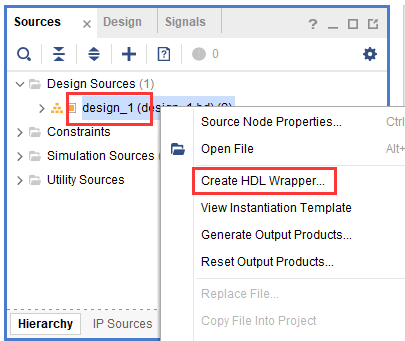 Sources Design Signals
0
Design Sources (1)
design_1 (design_1.bd) (9)
Constraints
Simulation Sources
Utility Sources
Source Node Properties... Ctrl
Open File Alt+
Create HDL Wrapper...
View Instantiation Template
Generate Output Products...
Reset Output Products...
Replace File...
Copy File Into Project
Hierarchy IP Sources